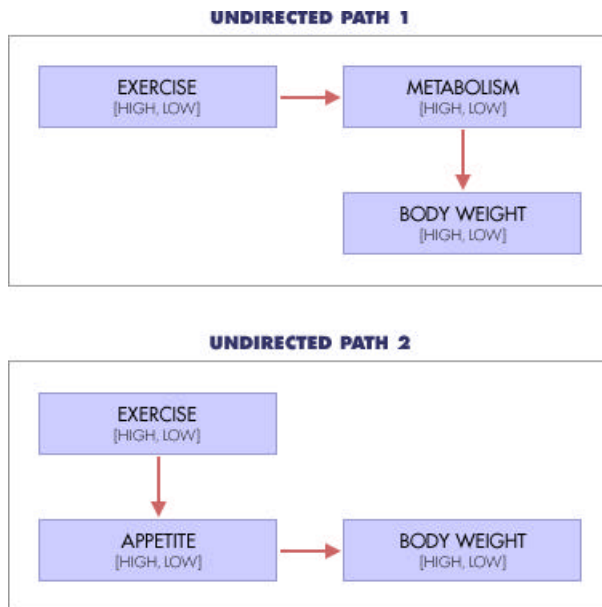 UNDIRECTED PATH 1
EXERCISE
[HIGH, LOW]
METABOLISM
[HIGH, LOW]
BODY WEIGHT
[HIGH, LOW]
UNDIRECTED PATH 2
EXERCISE
[HIGH, LOW]
APPETITE
[HIGH, LOW]
BODY WEIGHT
[HIGH, LOW]